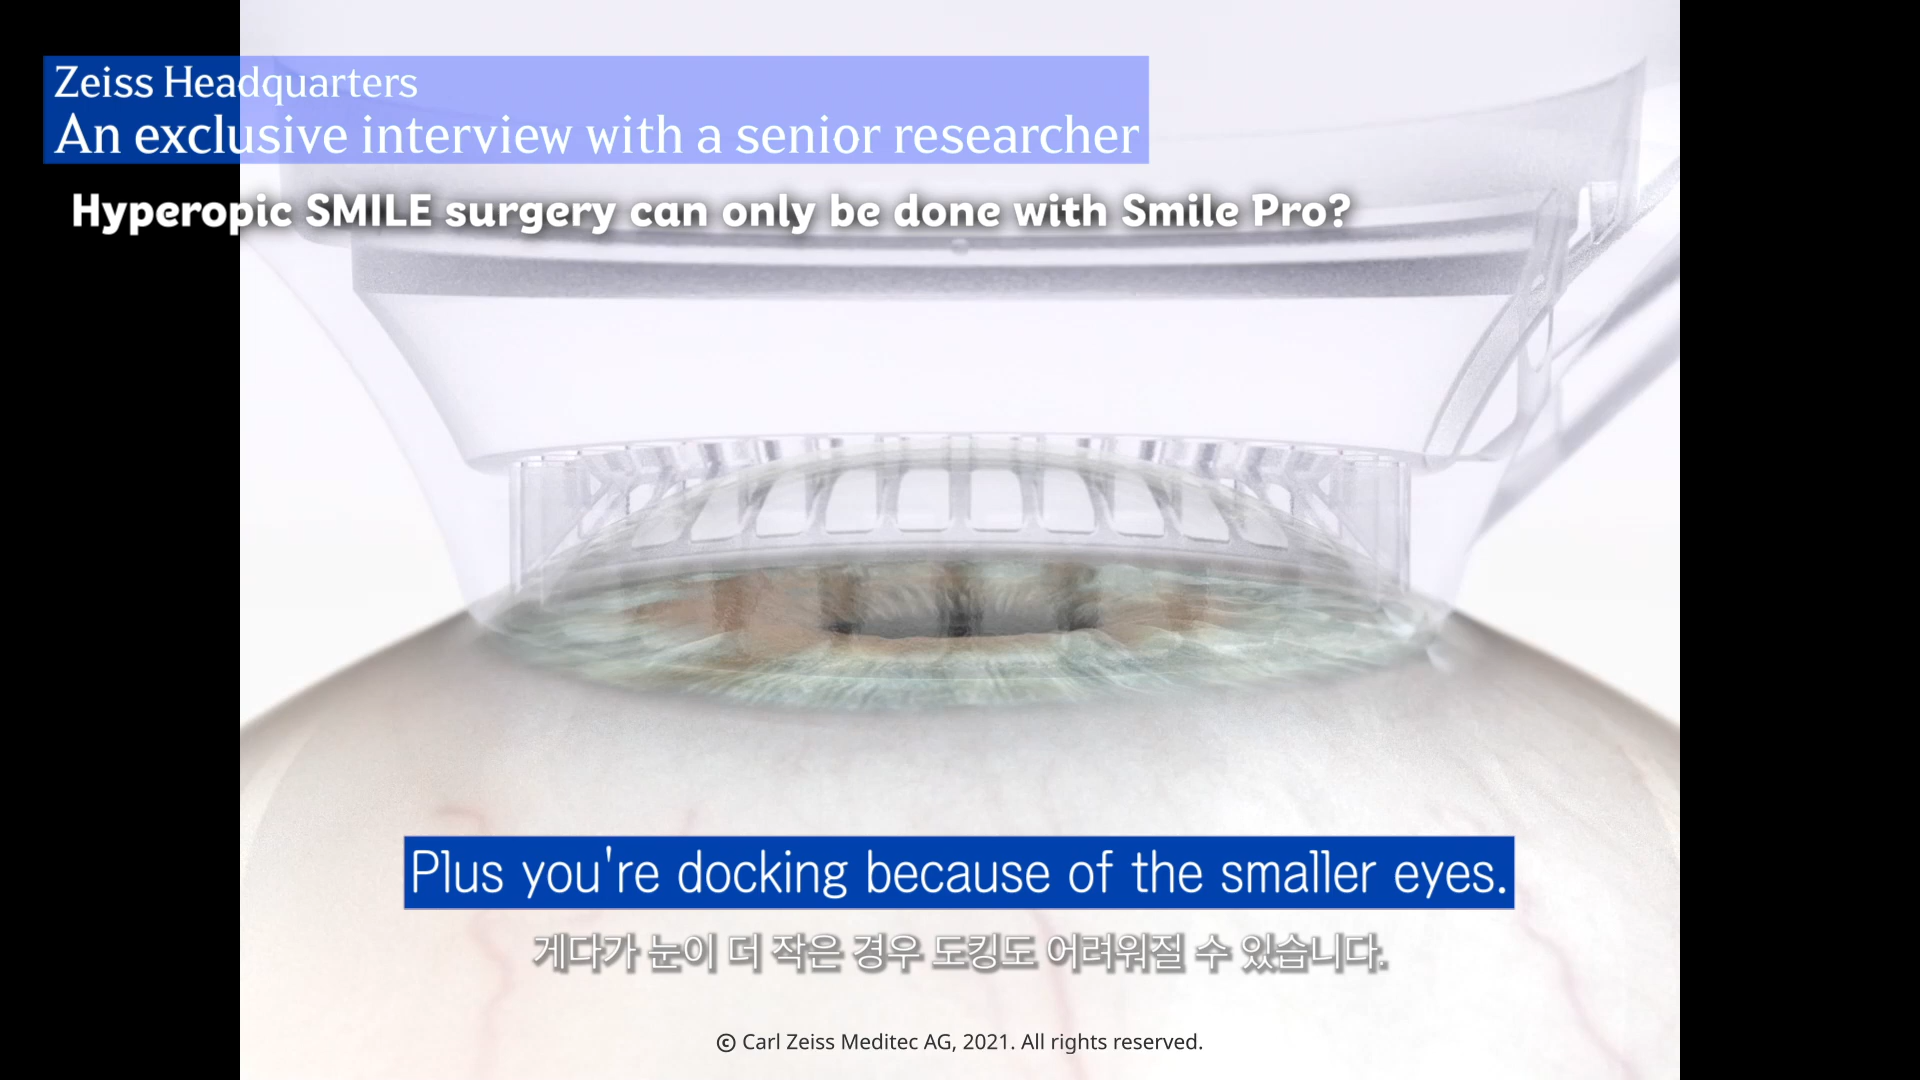 Zeiss Headquarters
An exclusive interview with a senior researcher
Hyperopic SMILE surgery can only be done with Smile Pro?
Plus you're docking because of the smaller eyes.
게다가 눈이 더 작은 경우 도킹도 어려워질 수 있습니다.
© Carl Zeiss Meditec AG, 2021. All rights reserved.